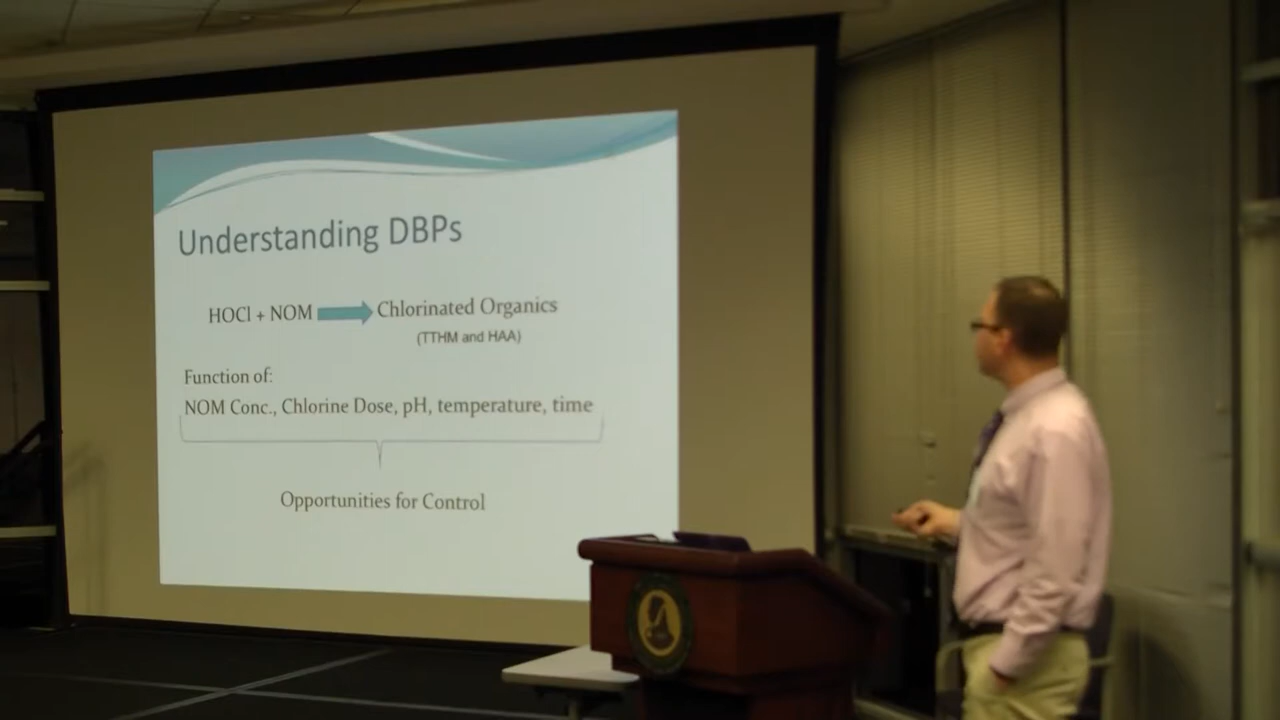 Understanding DBPs
HOCl + NOM Chlorinated Organics
(TTHM and HAA)
Function of:
NOM Conc., Chlorine Dose, pH, temperature, time
Opportunities for Control